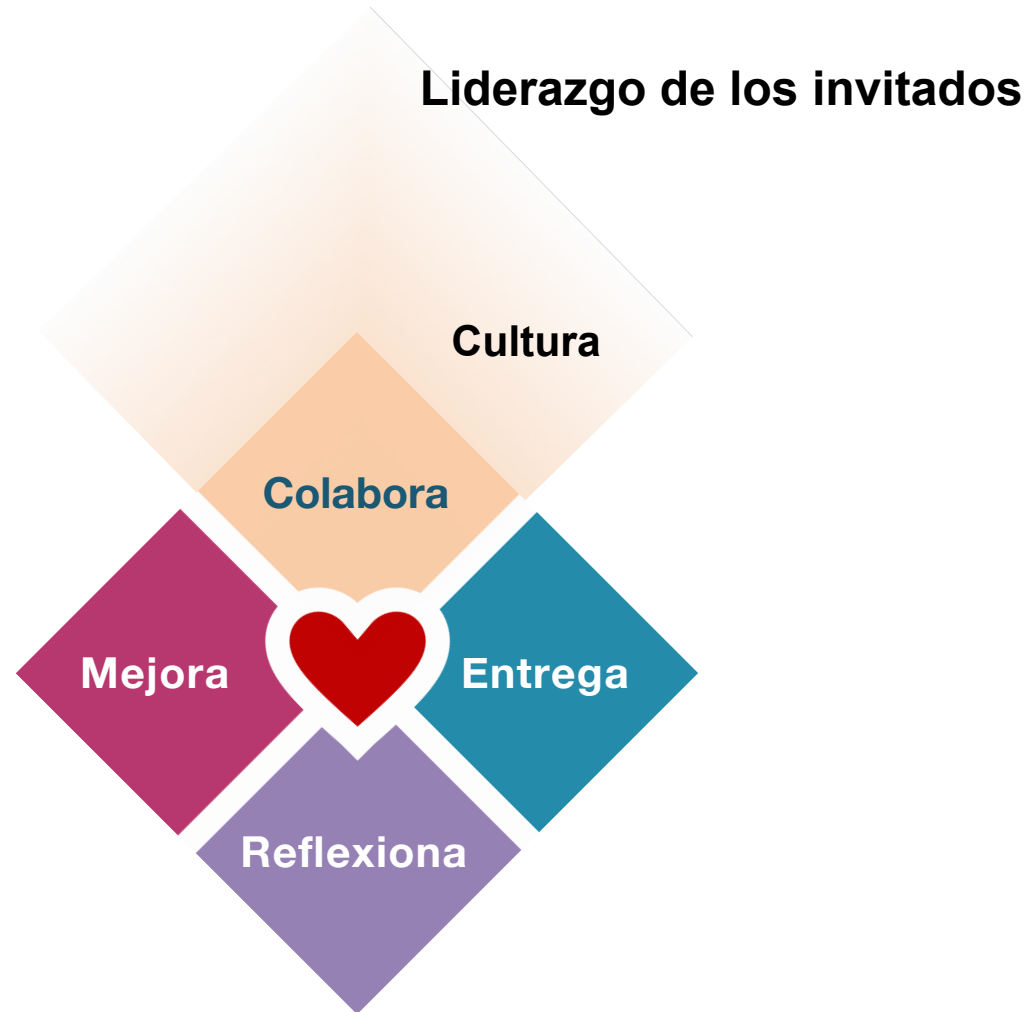 Liderazgo de los invitados
Cultura
Colabora
Mejora
Entrega
Reflexiona